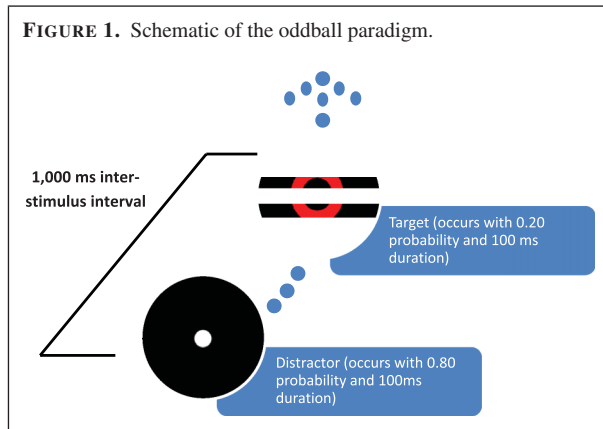 FIGURE 1. Schematic of the oddball paradigm.
1,000 ms inter-
stimulus interval
Target (occurs with 0.20
probability and 100 ms
duration)
Distractor (occurs with 0.80
probability and 100ms
duration)